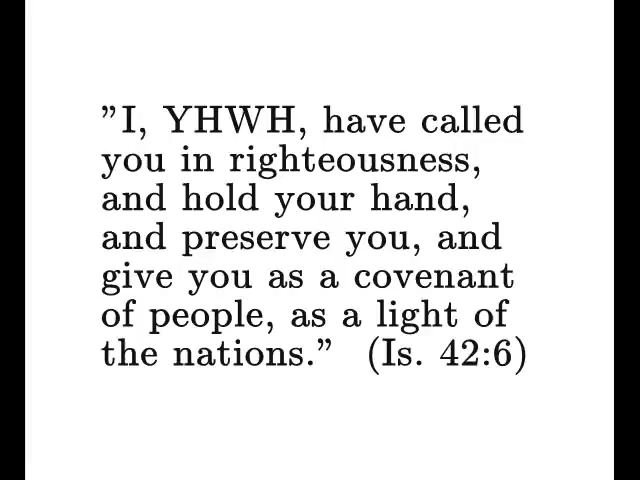 ”I, YHWH, have called
you in righteousness,
and hold your hand,
and preserve you, and
give you as a covenant
of people, as a light of
the nations.” (Is. 42:6)